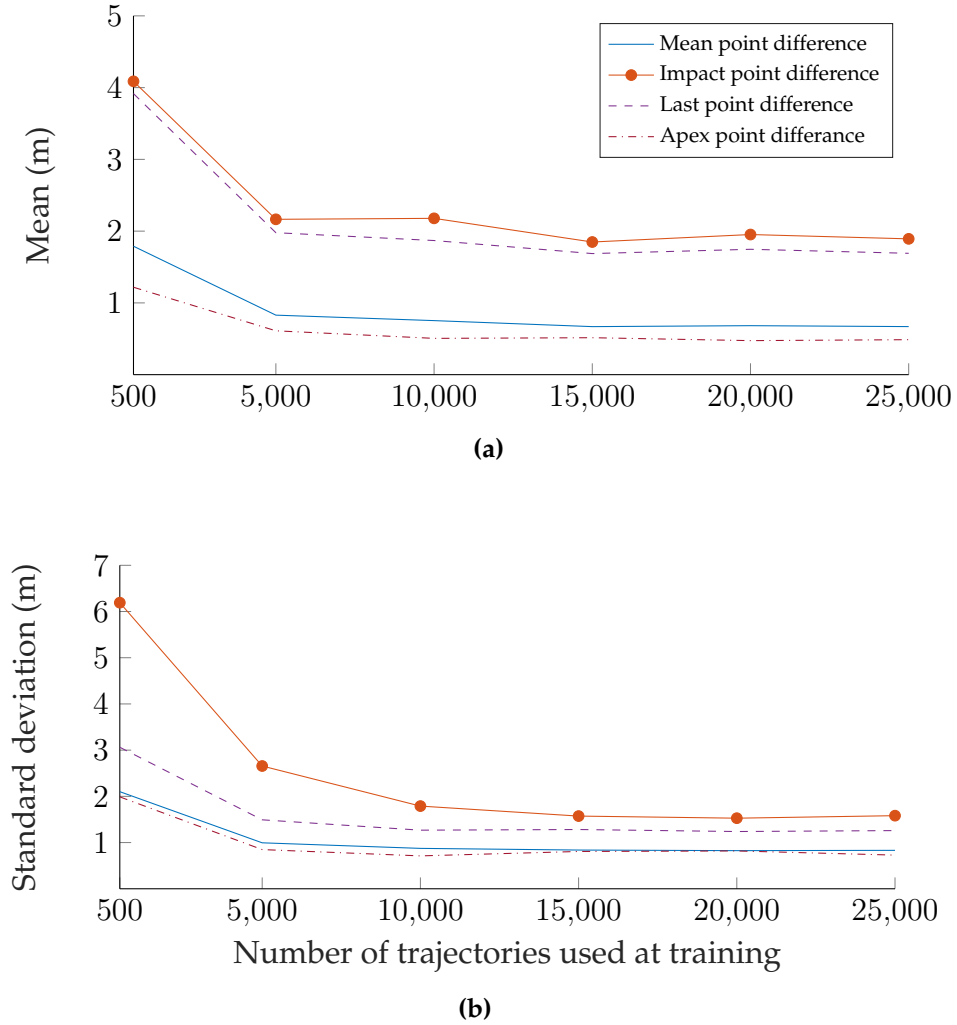 5
4
3
2
1
Mean (m)
Mean point difference
Impact point difference
Last point difference
Apex point differance
500 5,000 10,000 15,000 20,000 25,000
(a)
7
6
5
4
3
2
1
Standard deviation (m)
500 5,000 10,000 15,000 20,000 25,000
Number of trajectories used at training
(b)